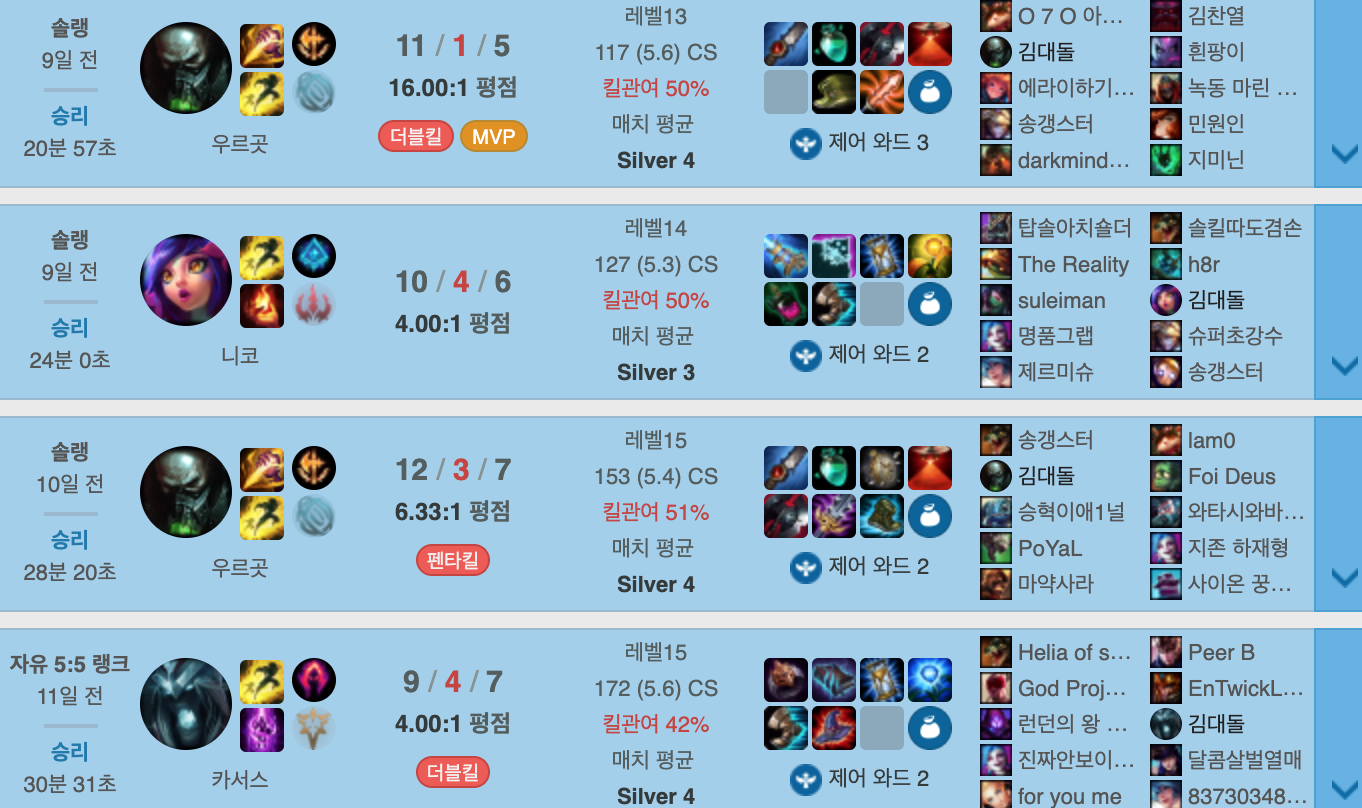 솔랭
9일 전
승리
20분 57초
우르곳
11 / 1 / 5
16.00:1 평점
더블킬 MVP
레벨13
117 (5.6) CS
킬관여 50%
매치 평균
Silver 4
제어 와드 3
O 7 O 아...
김대돌
에라이하기...
송갱스터
darkmind...
김찬열
흰팡이
녹동 마린 ...
민원인
지미닌
솔랭
9일 전
승리
24분 0초
니코
10 / 4 / 6
4.00:1 평점
레벨14
127 (5.3) CS
킬관여 50%
매치 평균
Silver 3
제어 와드 2
탑솔아치숄더
The Reality
suleiman
명품그랩
제르미슈
솔킬따도겸손
h8r
김대돌
슈퍼초강수
송갱스터
솔랭
10일 전
승리
28분 20초
우르곳
12 / 3 / 7
6.33:1 평점
펜타킬
레벨15
153 (5.4) CS
킬관여 51%
매치 평균
Silver 4
제어 와드 2
송갱스터
김대돌
승혁이애1널
PoYaL
마약사라
lam0
Foi Deus
와타시와바...
지존 하재형
사이온 꿍...
자유 5:5 랭크
11일 전
승리
30분 31초
카서스
9 / 4 / 7
4.00:1 평점
더블킬
레벨15
172 (5.6) CS
킬관여 42%
매치 평균
Silver 4
제어 와드 2
Helia of s...
God Proj...
런던의 왕 ...
진짜안보이...
for you me
Peer B
EnTwickL...
김대돌
달콤살벌열매
83730348...